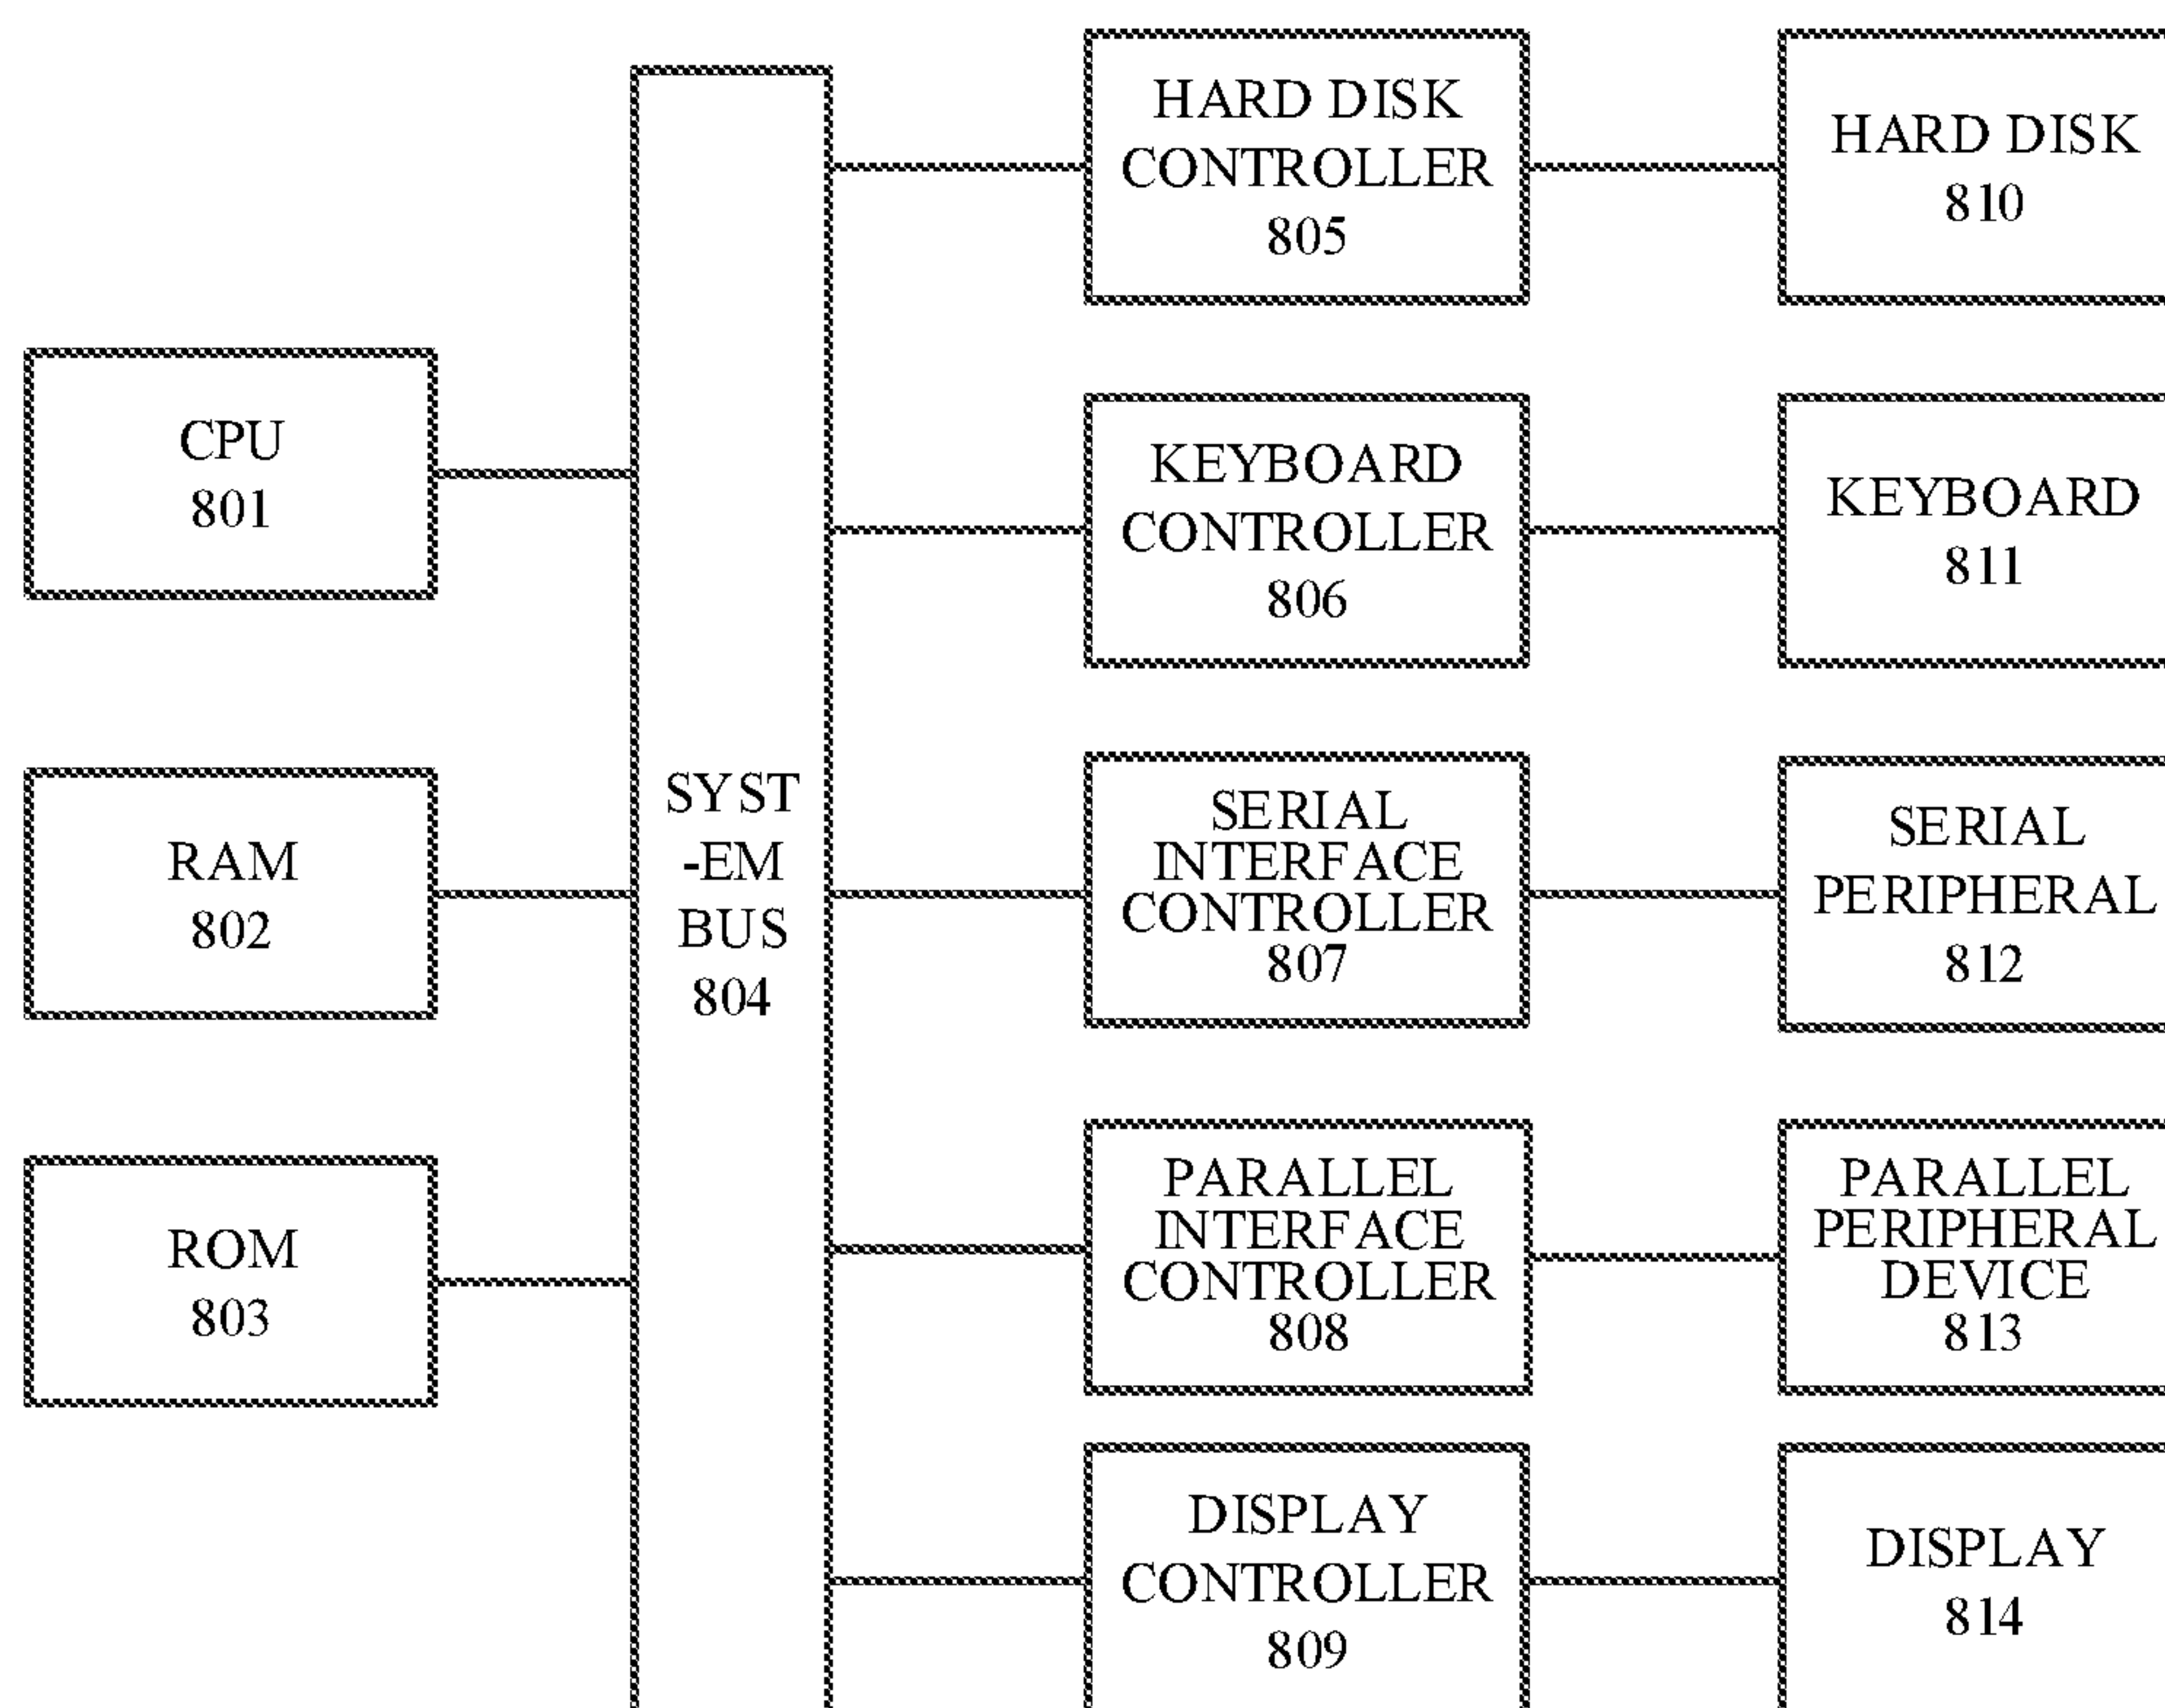 CPU
801
RAM
802
ROM
803
SYST
-EM
BUS
804
HARD DISK
CONTROLLER
805
KEYBOARD
CONTROLLER
806
SERIAL
INTERFACE
CONTROLLER
807
PARALLEL
INTERFACE
CONTROLLER
808
DISPLAY
CONTROLLER
809
HARD DISK
810
KEYBOARD
811
SERIAL
PERIPHERAL
812
PARALLEL
PERIPHERAL
DEVICE
813
DISPLAY
814